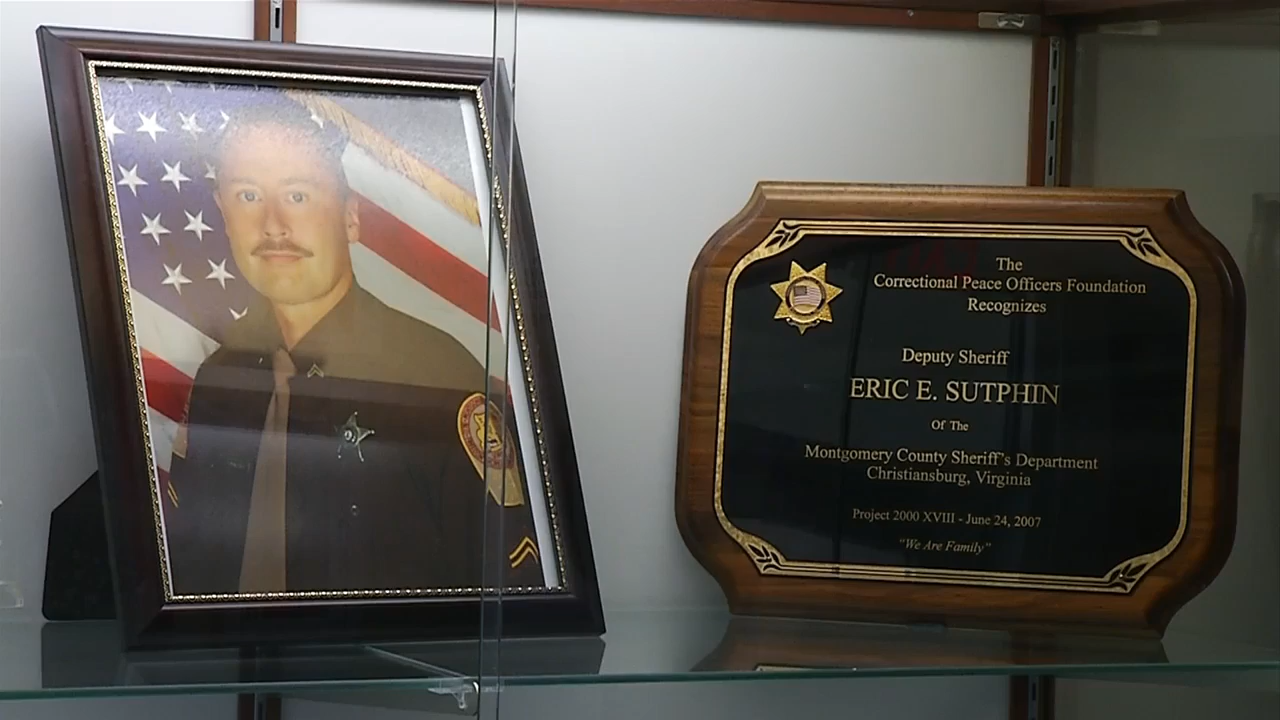 The
Correctional Peace Officers Foundation
Recognizes
Deputy Sheriff
ERIC E. SUTPHIN
Of The
Montgomery County Sheriff's Department
Christiansburg, Virginia
Project 2000 XVIII - June 24, 2007
"We Are Family"